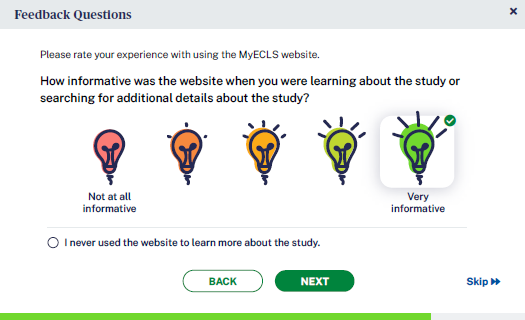 Feedback Questions
Please rate your experience with using the MyECLS website.
How informative was the website when you were learning about the study or
searching for additional details about the study?
Not at all
informative
Very
informative
I never used the website to learn more about the study.
BACK
NEXT
Skip